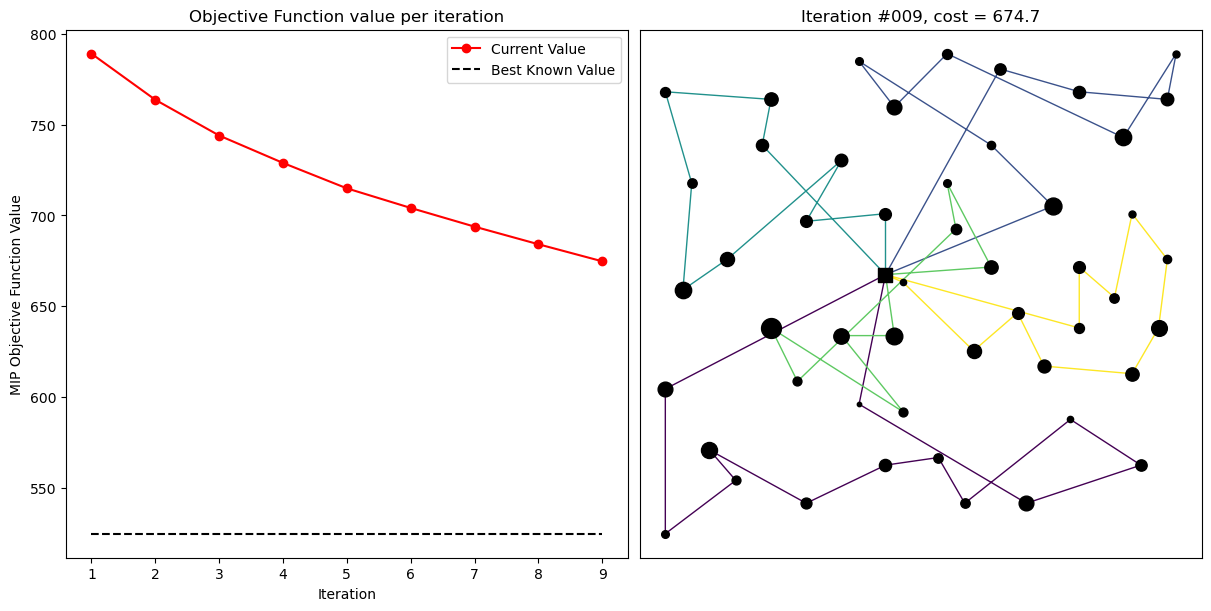 Objective Function value per iteration
Current Value
Best Known Value
MIP Objective Function Value
800
750
700
650
600
550
1 2 3 4 5 6 7 8 9
Iteration
Iteration #009, cost = 674.7